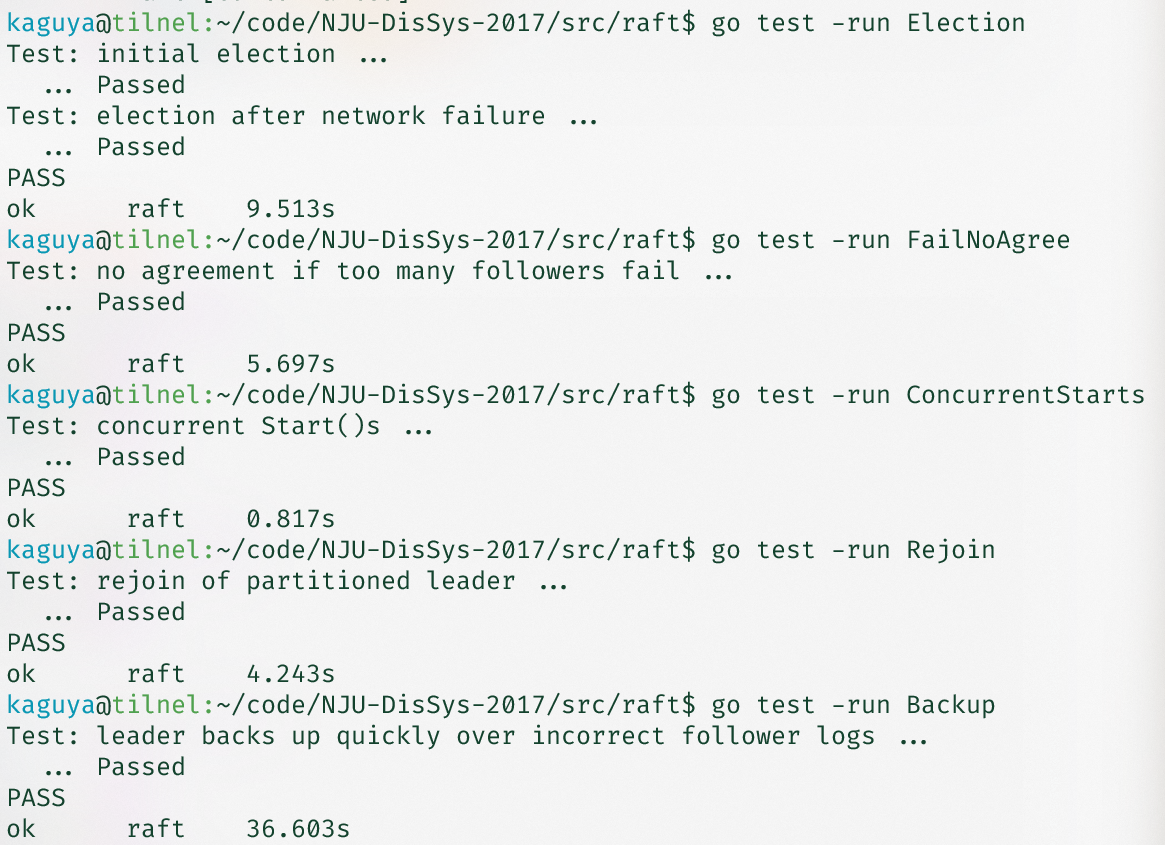 kaguya@tilnel:~/code/NJU-DisSys-2017/src/raft$ go test -run Election
Test: initial election ...
  ... Passed
Test: election after network failure ...
  ... Passed
PASS
ok      raft    9.513s
kaguya@tilnel:~/code/NJU-DisSys-2017/src/raft$ go test -run FailNoAgree
Test: no agreement if too many followers fail ...
  ... Passed
PASS
ok      raft    5.697s
kaguya@tilnel:~/code/NJU-DisSys-2017/src/raft$ go test -run ConcurrentStarts
Test: concurrent Start()s ...
  ... Passed
PASS
ok      raft    0.817s
kaguya@tilnel:~/code/NJU-DisSys-2017/src/raft$ go test -run Rejoin
Test: rejoin of partitioned leader ...
  ... Passed
PASS
ok      raft    4.243s
kaguya@tilnel:~/code/NJU-DisSys-2017/src/raft$ go test -run Backup
Test: leader backs up quickly over incorrect follower logs ...
  ... Passed
PASS
ok      raft    36.603s